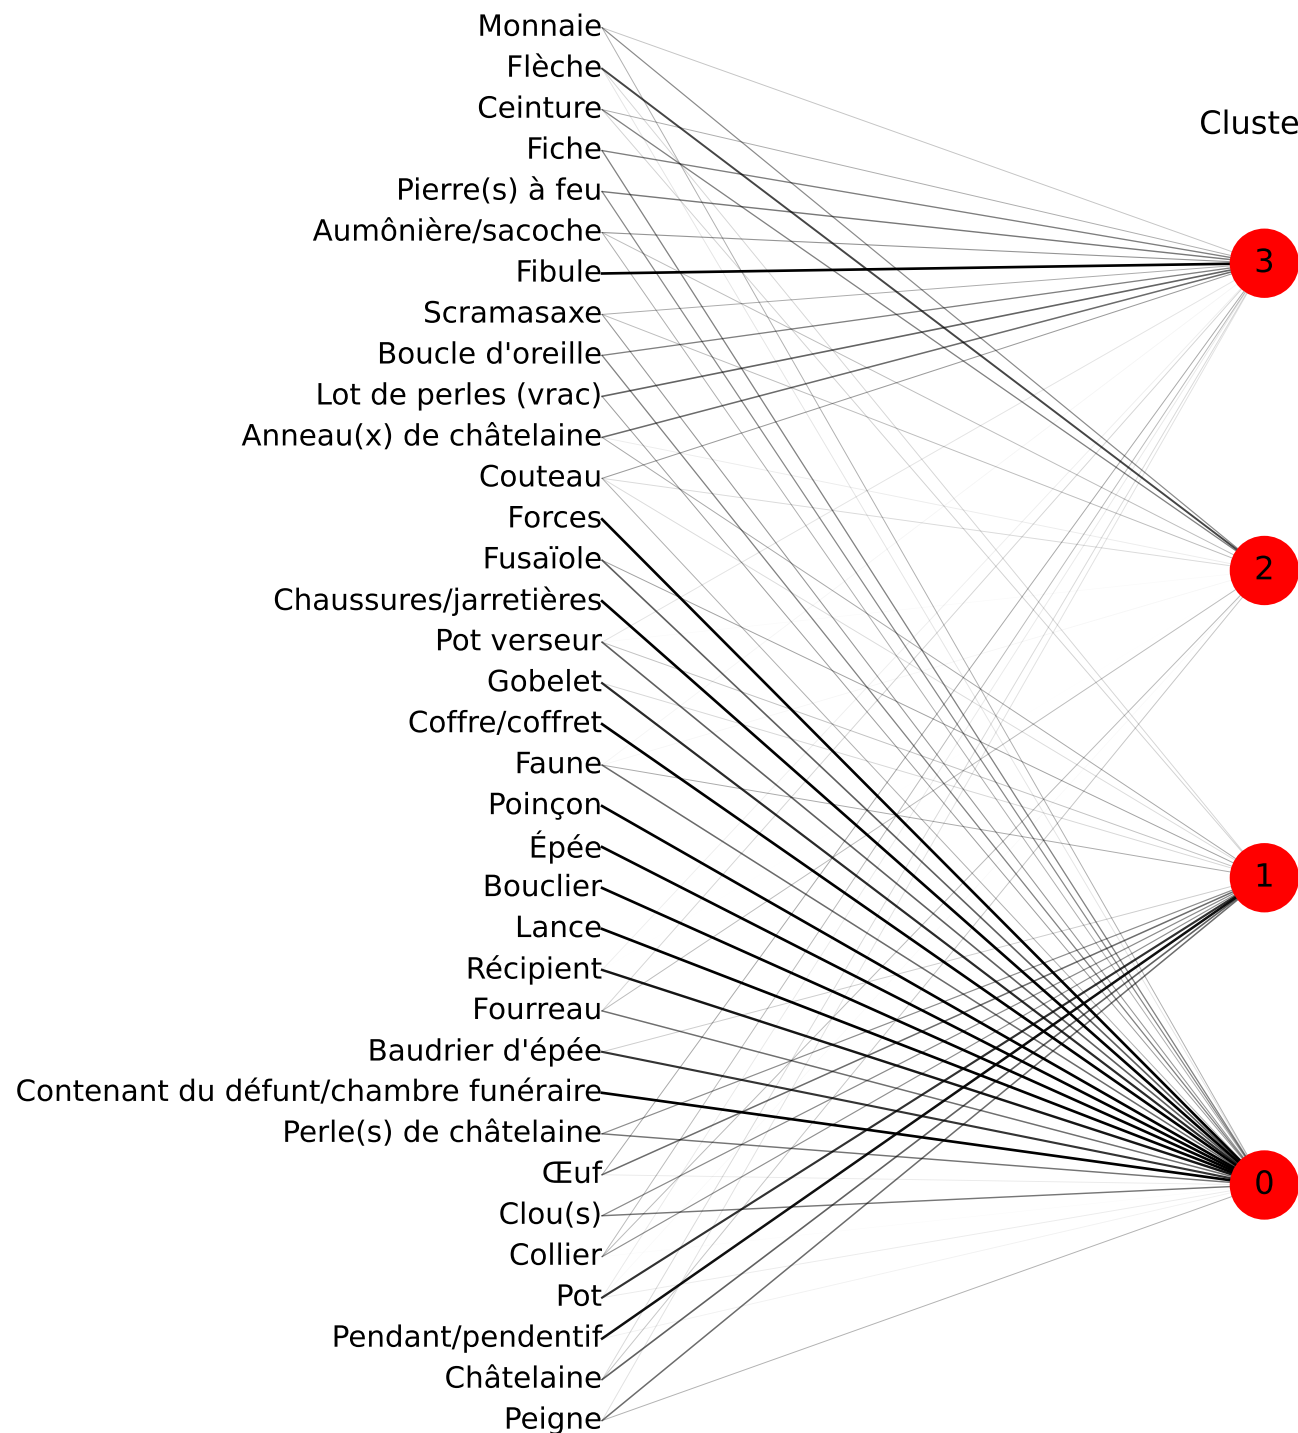 Monnaie
Flèche
Ceinture
Cluste
Fiche
Pierre(s) à feu
Aumônière/sacoche
Fibule
3
Scramasaxe
Boucle d'oreille
Lot de perles (vrac)
Anneau(x) de châtelaine
Couteau
Forces
Fusaïole
2
Chaussures/jarretières
Pot verseur
Gobelet
Coffre/coffret
Faune
Poinçon
Épée
1
Bouclier
Lance
Récipient
Fourreau
Baudrier d'épée
Contenant du défunt/chambre funéraire
Perle(s) de châtelaine
Œuf
0
Clou(s)
Collier
Pot
Pendant/pendentif
Châtelaine
Peigne